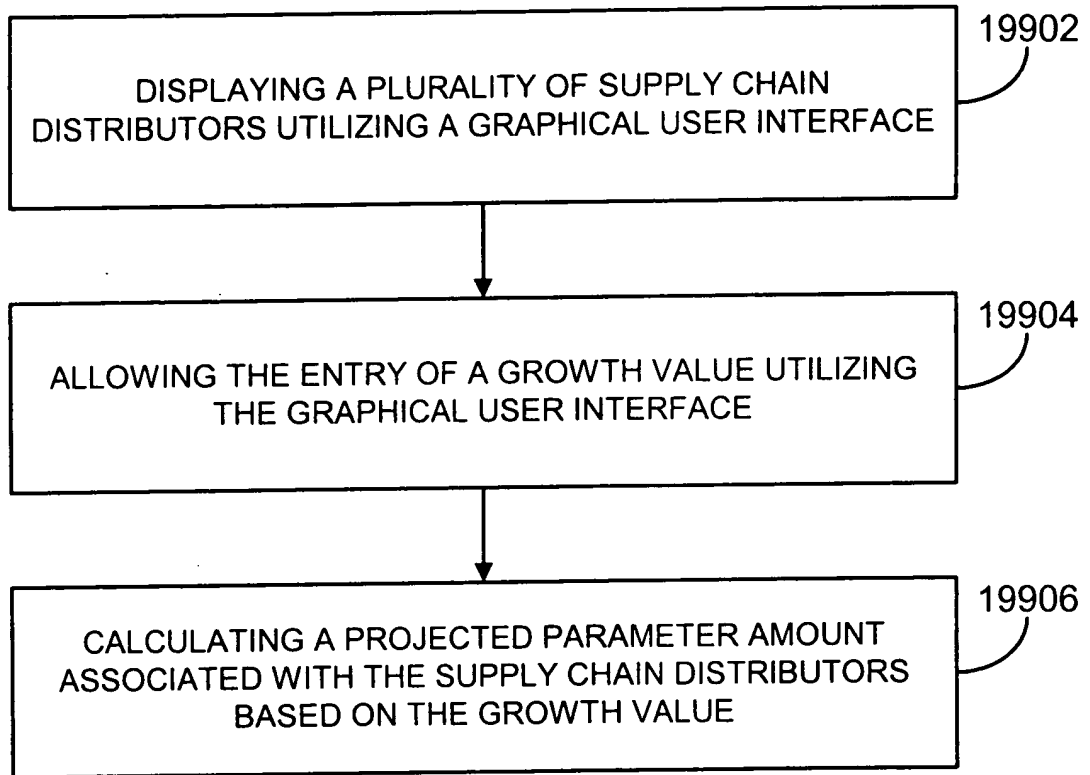 19902
DISPLAYING A PLURALITY OF SUPPLY CHAIN
DISTRIBUTORS UTILIZING A GRAPHICAL USER INTERFACE
19904
ALLOWING THE ENTRY OF A GROWTH VALUE UTILIZING
THE GRAPHICAL USER INTERFACE
19906
CALCULATING A PROJECTED PARAMETER AMOUNT
ASSOCIATED WITH THE SUPPLY CHAIN DISTRIBUTORS
BASED ON THE GROWTH VALUE